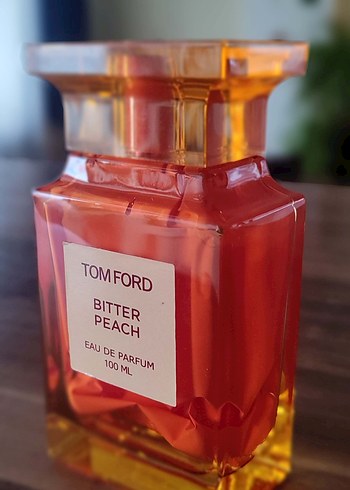 TOM FORD
BITTER
PEACH
EAU DE PARFUM
100 ML